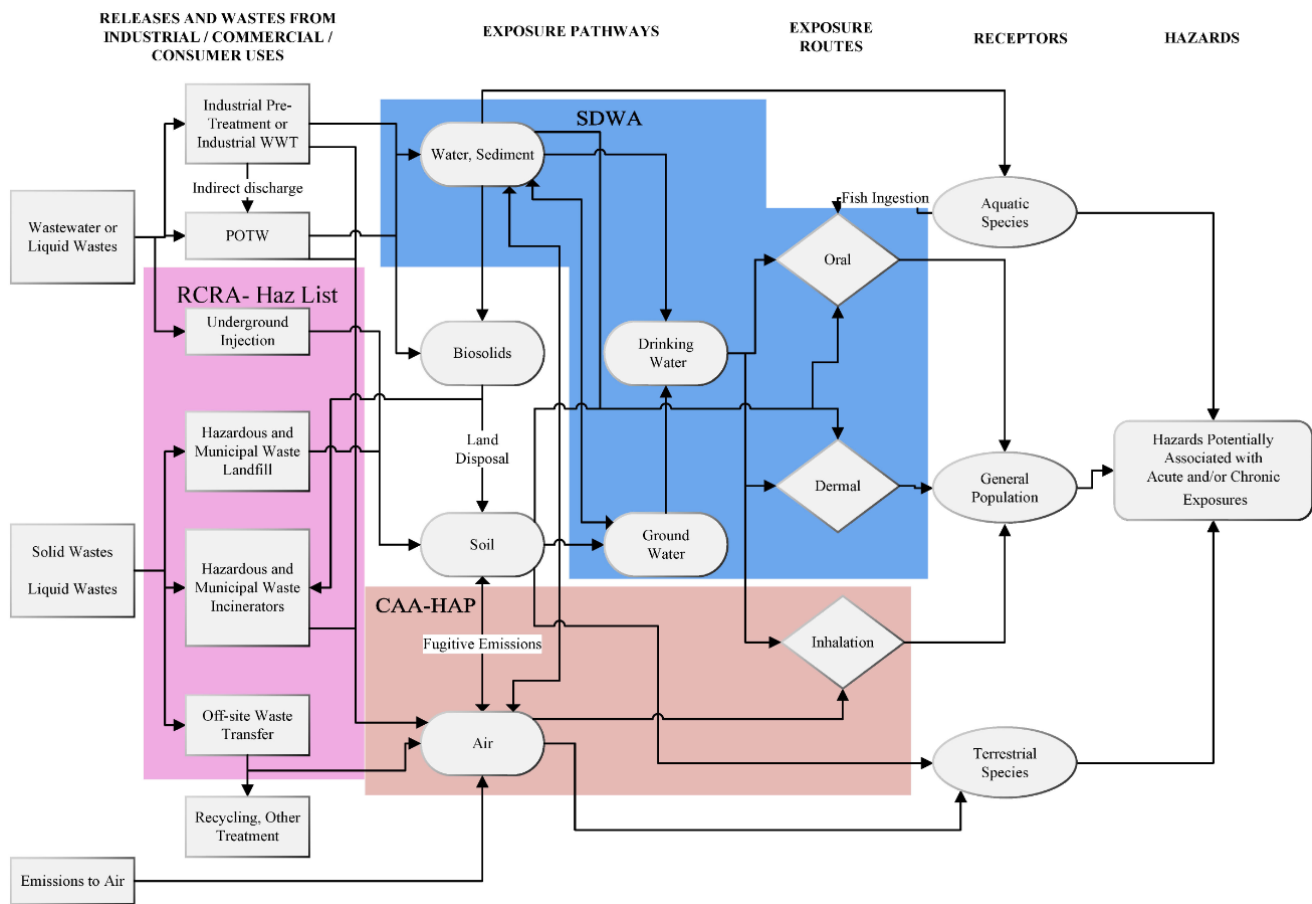 RELEASES AND WASTES FROM
INDUSTRIAL / COMMERCIAL /
CONSUMER USES
EXPOSURE PATHWAYS
EXPOSURE
ROUTES
RECEPTORS
HAZARDS
Industrial Pre-
Treatment or
Industrial WWT
Indirect discharge
POTW
Wastewater or
Liquid Wastes
RCRA- Haz List
Underground
Injection
Hazardous and
Municipal Waste
Landfill
Solid Wastes
Liquid Wastes
Hazardous and
Municipal Waste
Incinerators
Off-site Waste
Transfer
Recycling, Other
Treatment
Emissions to Air
SDWA
Water, Sediment
Biosolids
Land
Disposal
Soil
CAA-HAP
Fugitive Emissions
Air
Drinking
Water
Ground
Water
Fish Ingestion
Oral
Dermal
Inhalation
Aquatic
Species
General
Population
Terrestrial
Species
Hazards Potentially
Associated with
Acute and/or Chronic
Exposures